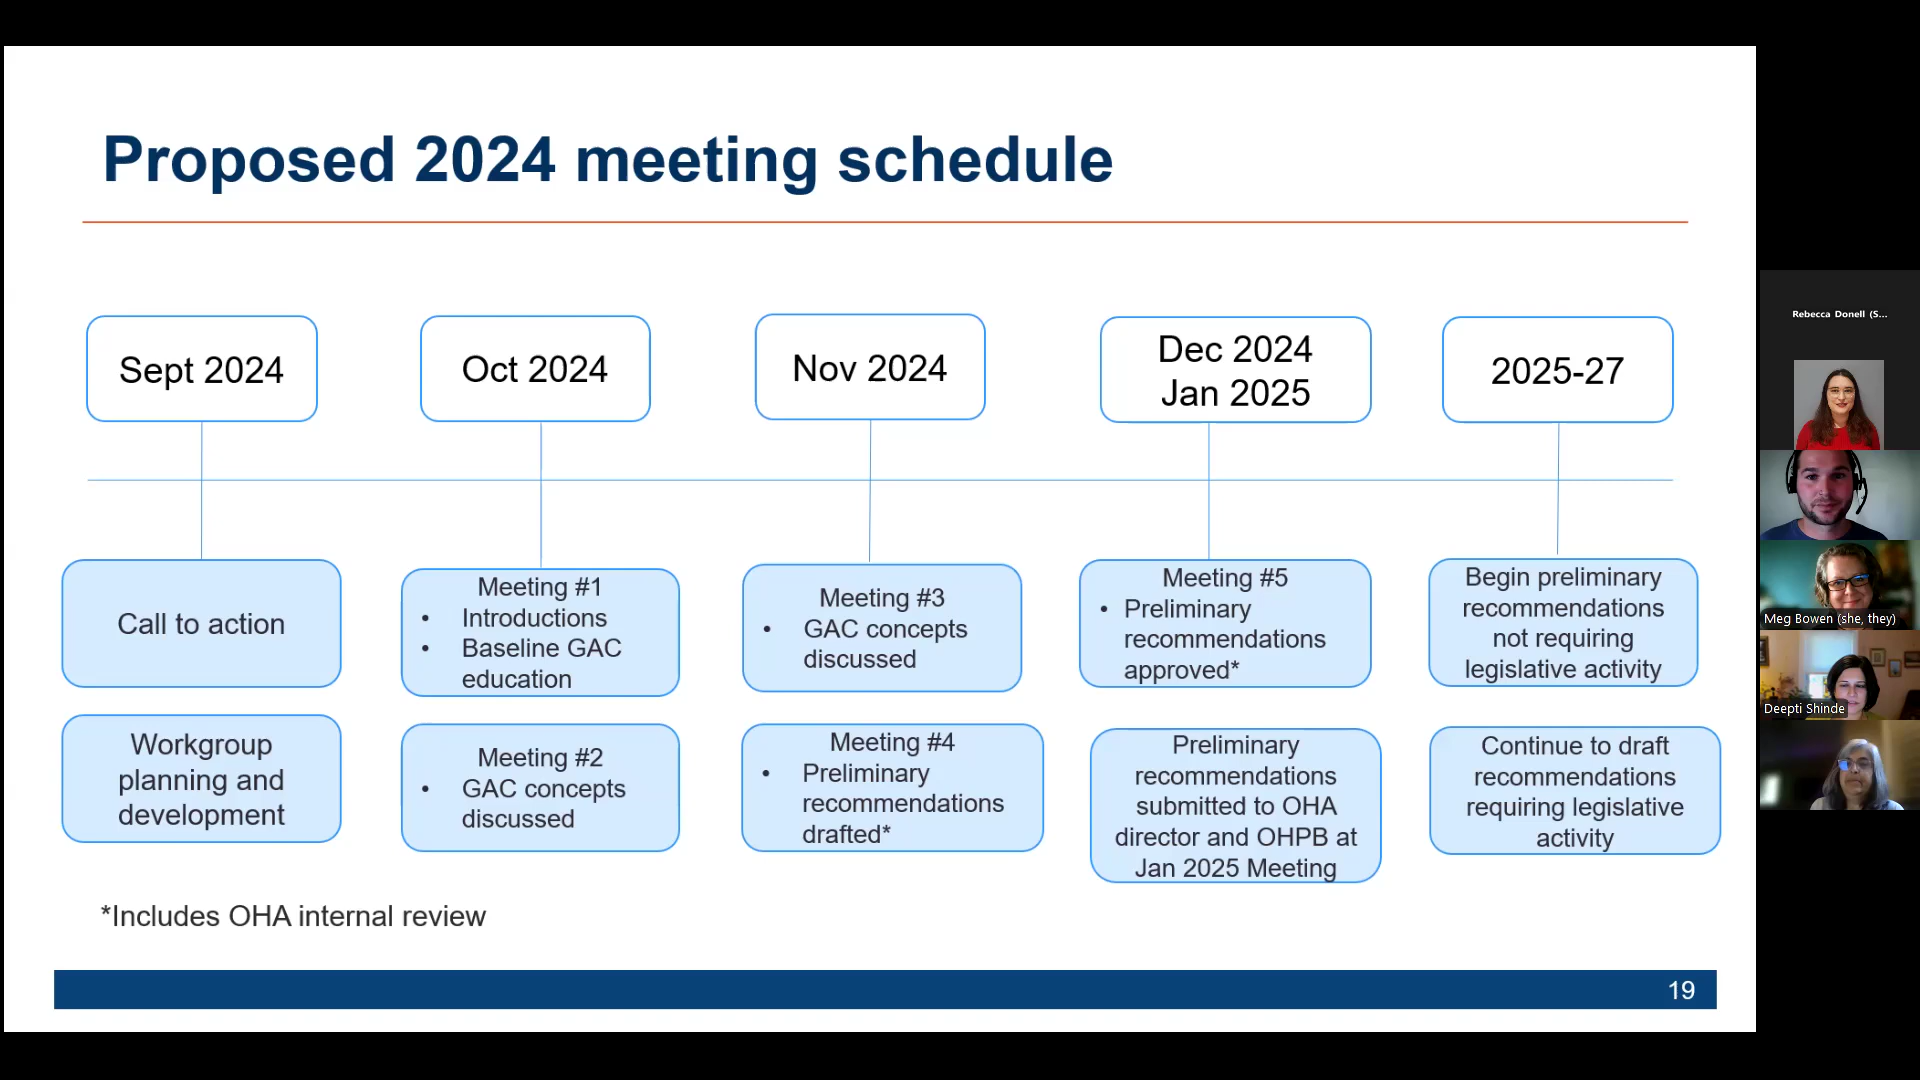 Proposed 2024 meeting schedule
Sept 2024
Oct 2024
Nov 2024
Dec 2024
Jan 2025
2025-27
Call to action
Workgroup
planning and
development
Meeting #1
• Introductions
• Baseline GAC
education
Meeting #2
• GAC concepts
discussed
Meeting #3
• GAC concepts
discussed
Meeting #4
• Preliminary
recommendations
drafted*
Meeting #5
• Preliminary
recommendations
approved*
Preliminary
recommendations
submitted to OHA
director and OHPB at
Jan 2025 Meeting
Begin preliminary
recommendations
not requiring
legislative activity
Continue to draft
recommendations
requiring legislative
activity
*Includes OHA internal review
19
Rebecca Donell (S...
Meg Bowen (she, they)
Deepti Shinde